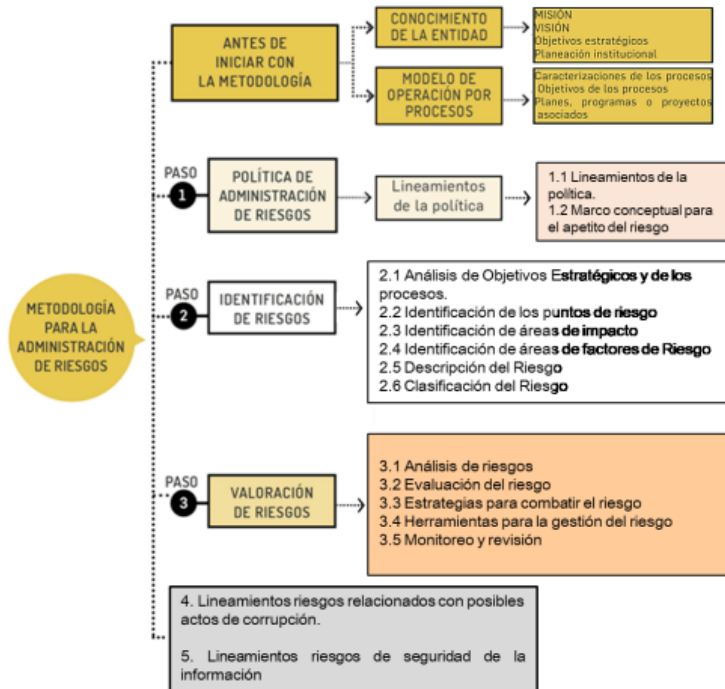 METODOLOGÍA
PARA LA
ADMINISTRACIÓN
DE RIESGOS
ANTES DE
INICIAR CON
LA METODOLOGÍA
CONOCIMIENTO
DE LA ENTIDAD
MISIÓN
VISIÓN
Objetivos estratégicos
Planeación institucional
MODELO DE
OPERACIÓN POR
PROCESOS
Caracterizaciones de los procesos
Objetivos de los procesos
Planes, programas o proyectos
asociados
PASO
1
POLÍTICA DE
ADMINISTRACIÓN
DE RIESGOS
Lineamientos
de la política
1.1 Lineamientos de la
política.
1.2 Marco conceptual para
el apetito del riesgo
PASO
2
IDENTIFICACIÓN
DE RIESGOS
2.1 Análisis de Objetivos Estratégicos y de los
procesos.
2.2 Identificación de los puntos de riesgo
2.3 Identificación de áreas de impacto
2.4 Identificación de áreas de factores de Riesgo
2.5 Descripción del Riesgo
2.6 Clasificación del Riesgo
PASO
3
VALORACIÓN
DE RIESGOS
3.1 Análisis de riesgos
3.2 Evaluación del riesgo
3.3 Estrategias para combatir el riesgo
3.4 Herramientas para la gestión del riesgo
3.5 Monitoreo y revisión
4. Lineamientos riesgos relacionados con posibles
actos de corrupción.
5. Lineamientos riesgos de seguridad de la
información